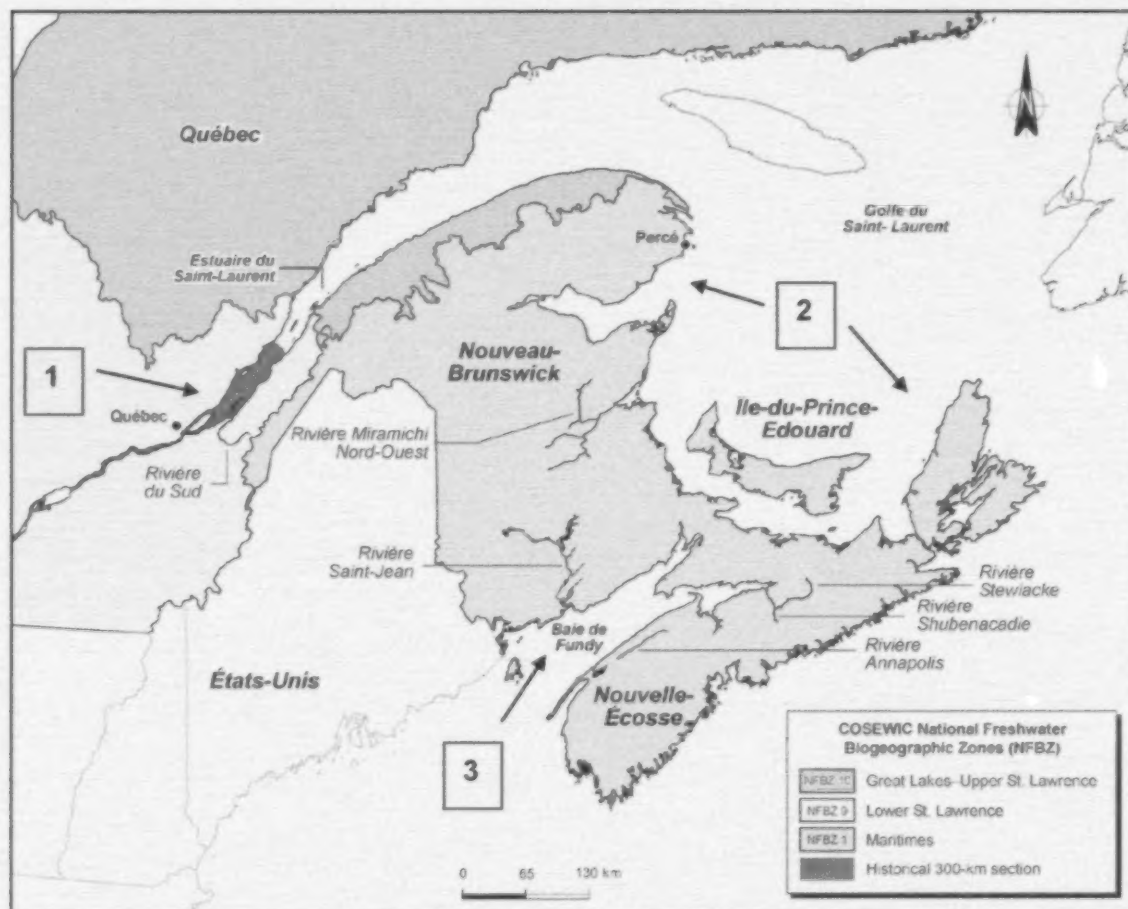 Québec
Golfe du
Saint-Laurent
Percé
Estuaire du
Saint-Laurent
2
1
Nouveau-
Brunswick
Québec
Île-du-Prince-
Edouard
Rivière Miramichi
Nord-Ouest
Rivière
du Sud
Rivière
Saint-Jean
Rivière
Stewiacke
Rivière
Shubenacadie
Baie de
Fundy
Rivière
Annapolis
États-Unis
Nouvelle-
Écosse
3
COSEWIC National Freshwater
Biogeographic Zones (NFBZ)
NFBZ 10 Great Lakes-Upper St. Lawrence
NFBZ 9 Lower St. Lawrence
NFBZ 1 Maritimes
Historical 300-km section
0 65 130 km